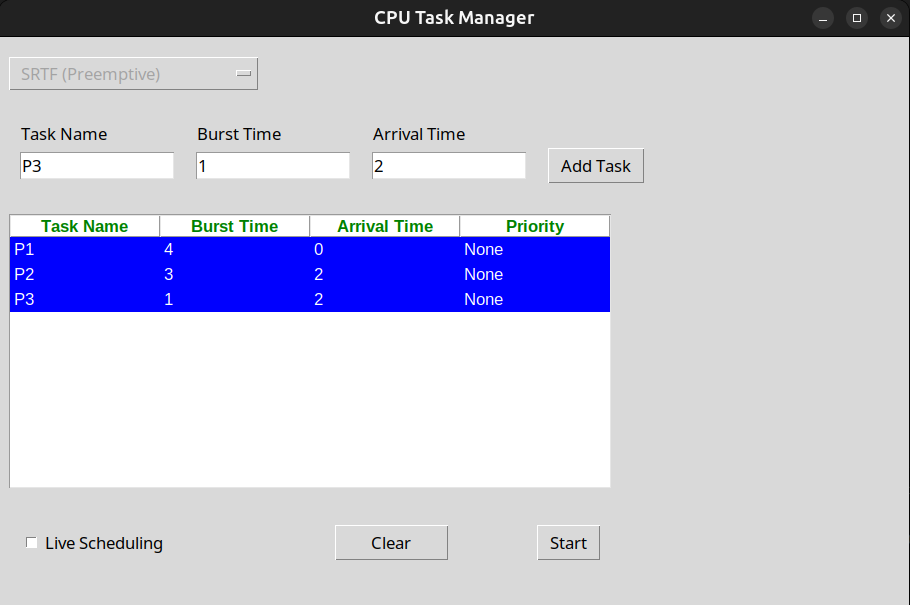 CPU Task Manager
SRTF (Preemptive)
Task Name Burst Time Arrival Time
P3 1 2 Add Task
Task Name Burst Time Arrival Time Priority
P1 4 0 None
P2 3 2 None
P3 1 2 None
Live Scheduling Clear Start